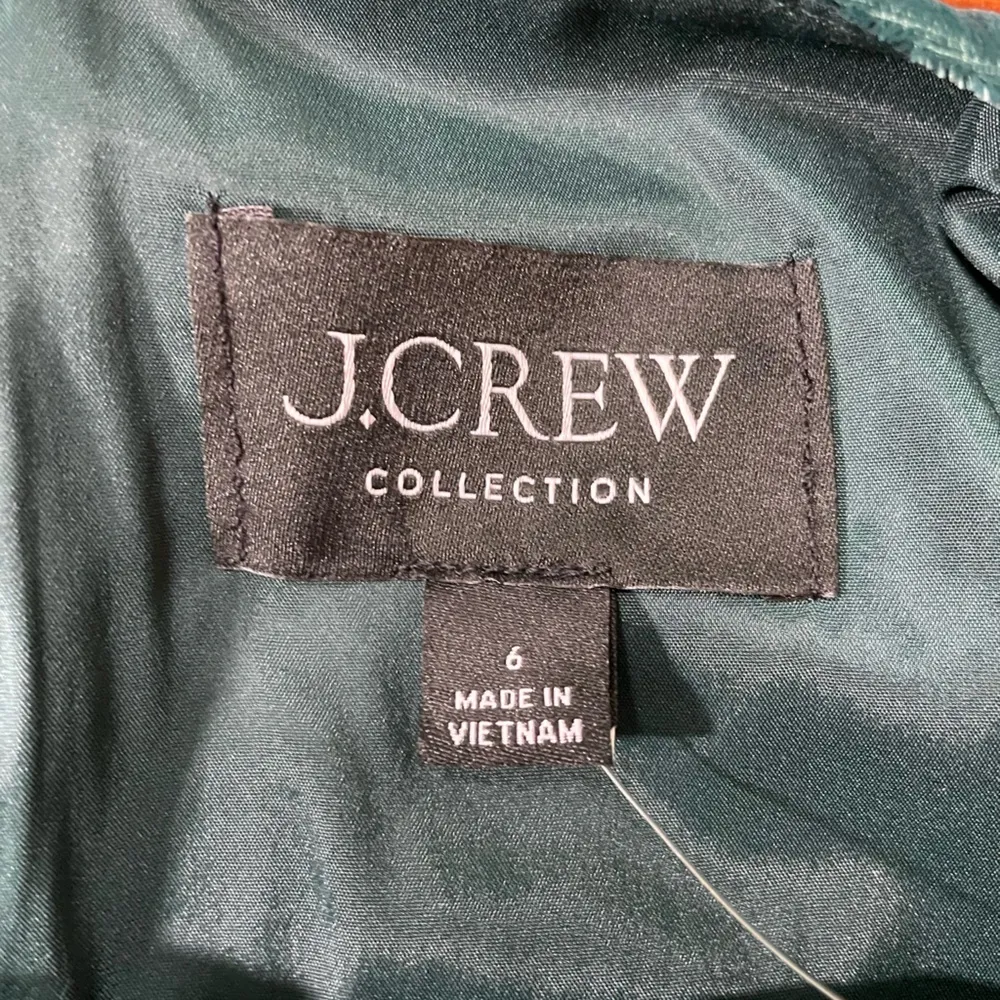 J.CREW
COLLECTION
6
MADE IN
VIETNAM